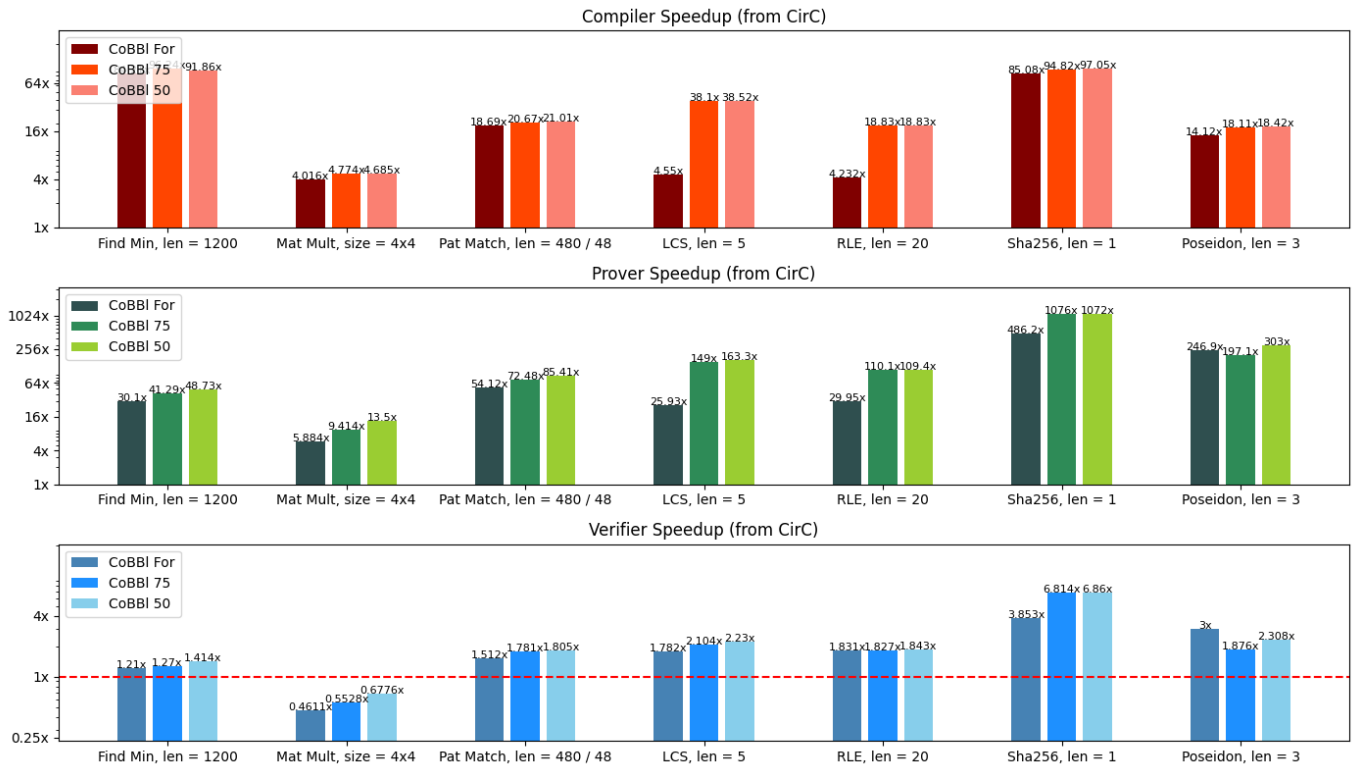 Compiler Speedup (from CirC)
CoBBl For
CoBBl 75
CoBBl 50
64x
16x
4x
1x
91.86x
4.016x 4.774x 4.685x
18.69x 20.67x 21.01x
4.55x 38.1x 38.52x
4.232x 18.83x 18.83x
85.08x 94.82x 97.05x
14.12x 18.11x 18.42x
Find Min, len = 1200 Mat Mult, size = 4x4 Pat Match, len = 480 / 48 LCS, len = 5 RLE, len = 20 Sha256, len = 1 Poseidon, len = 3
Prover Speedup (from CirC)
CoBBl For
CoBBl 75
CoBBl 50
1024x
256x
64x
16x
4x
1x
30.1x 41.29x 48.73x
5.884x 9.414x 13.5x
54.12x 72.48x 85.41x
25.93x 149x 163.3x
29.95x 110.1x 109.4x
486.2x 1076x 1072x
246.9x 197.1x 303x
Find Min, len = 1200 Mat Mult, size = 4x4 Pat Match, len = 480 / 48 LCS, len = 5 RLE, len = 20 Sha256, len = 1 Poseidon, len = 3
Verifier Speedup (from CirC)
CoBBl For
CoBBl 75
CoBBl 50
4x
1x
0.25x
1.21x 1.27x 1.414x
0.4611x 0.5528x 0.6776x
1.512x 1.781x 1.805x
1.782x 2.104x 2.23x
1.831x 1.827x 1.843x
3.853x 6.814x 6.86x
3x 1.876x 2.308x
Find Min, len = 1200 Mat Mult, size = 4x4 Pat Match, len = 480 / 48 LCS, len = 5 RLE, len = 20 Sha256, len = 1 Poseidon, len = 3